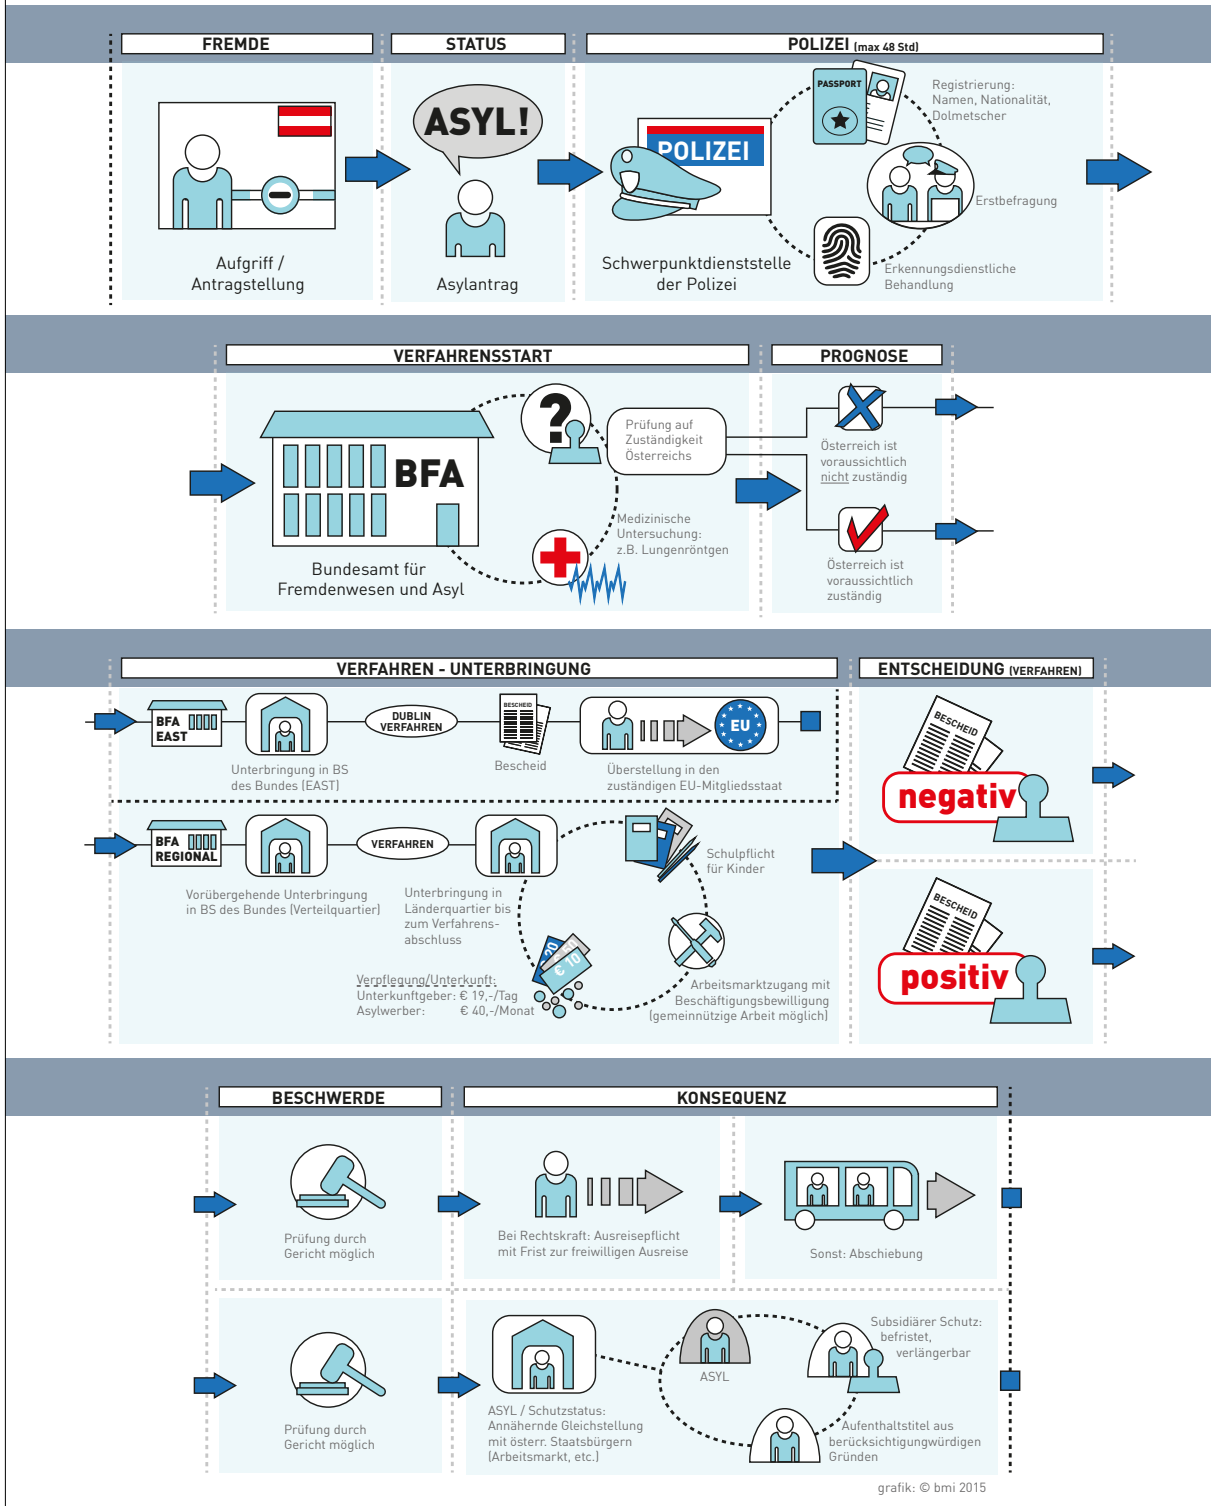 FREMDE
STATUS
POLIZEI (max 48 Std)
ASYL!
POLIZEI
PASSPORT
Registrierung:
Namen, Nationalität,
Dolmetscher
Erstbefragung
Erkennungsdienstliche
Behandlung
Aufgriff /
Antragstellung
Asylantrag
Schwerpunktdienststelle
der Polizei
VERFAHRENSSTART
PROGNOSE
BFA
?
Prüfung auf
Zuständigkeit
Österreichs
Medizinische
Untersuchung:
z.B. Lungenröntgen
Bundesamt für
Fremdenwesen und Asyl
Österreich ist
voraussichtlich
nicht zuständig
Österreich ist
voraussichtlich
zuständig
VERFAHREN - UNTERBRINGUNG
ENTSCHEIDUNG (VERFAHREN)
BFA
EAST
DUBLIN
VERFAHREN
BESCHEID
EU
Unterbringung in BS
des Bundes (EAST)
Bescheid
Überstellung in den
zuständigen EU-Mitgliedsstaat
BFA
REGIONAL
VERFAHREN
Vorübergehende Unterbringung
in BS des Bundes (Verteilquartier)
Unterbringung in
Länderquartier bis
zum Verfahrens-
abschluss
Schulpflicht
für Kinder
€ 10
20
50
Verpflegung/Unterkunft:
Unterkunftgeber: € 19,-/Tag
Asylwerber: € 40,-/Monat
Arbeitsmarktzugang mit
Beschäftigungsbewilligung
(gemeinnützige Arbeit möglich)
BESCHEID
negativ
BESCHEID
positiv
BESCHWERDE
KONSEQUENZ
Prüfung durch
Gericht möglich
Bei Rechtskraft: Ausreisepflicht
mit Frist zur freiwilligen Ausreise
Sonst: Abschiebung
Prüfung durch
Gericht möglich
ASYL / Schutzstatus:
Annähernde Gleichstellung
mit österr. Staatsbürgern
(Arbeitsmarkt, etc.)
ASYL
Subsidiärer Schutz:
befristet,
verlängerbar
Aufenthaltstitel aus
berücksichtigungwürdigen
Gründen
grafik: © bmi 2015